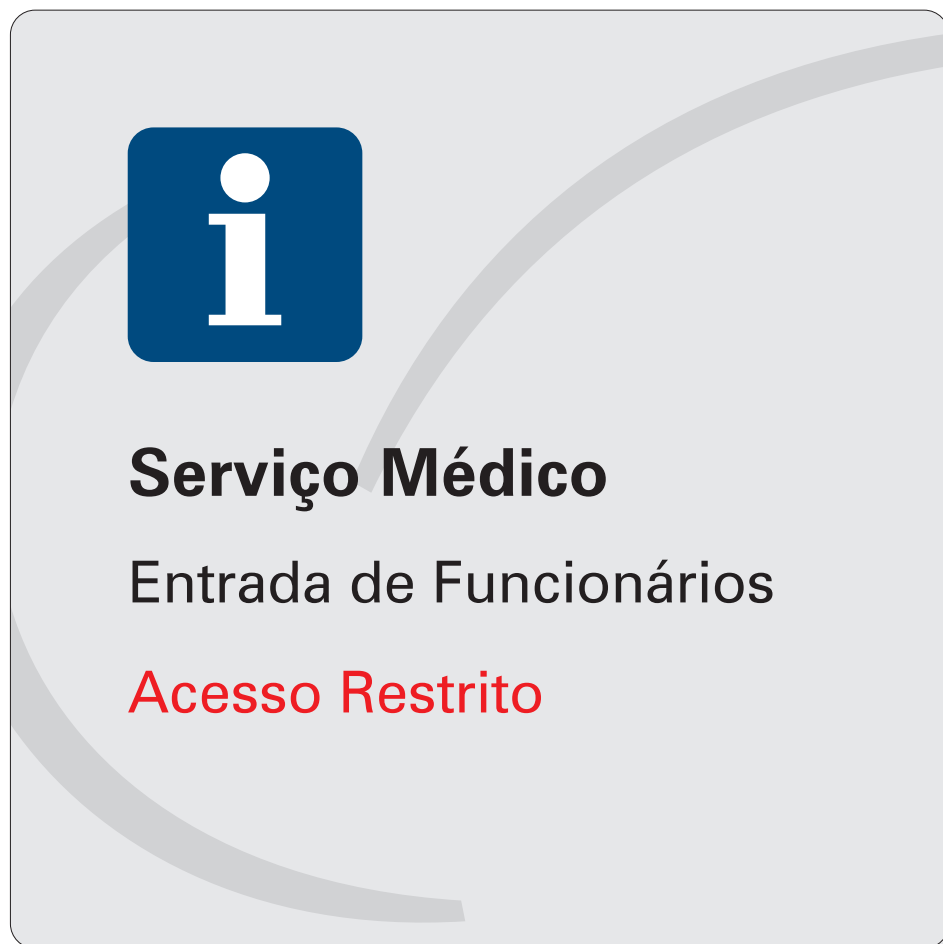 i
Serviço Médico
Entrada de Funcionários
Acesso Restrito